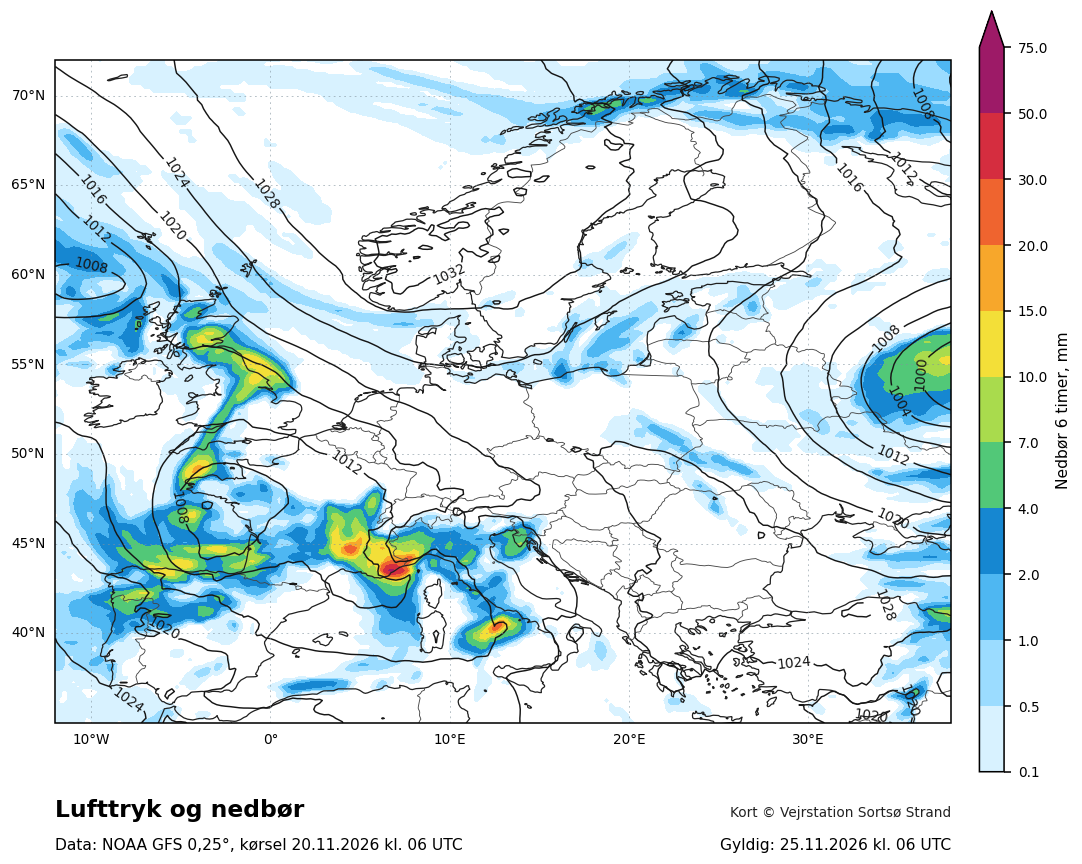 75.0
50.0
30.0
20.0
15.0
10.0
7.0
4.0
2.0
1.0
0.5
0.1
Nedbør 6 timer, mm
70°N
65°N
60°N
55°N
50°N
45°N
40°N
10°W
0°
10°E
20°E
30°E
1008
1012
1016
1024
1028
1016
1012
1020
1008
1032
1008
1000
1004
1012
1012
1008
1020
1028
1020
1024
1024
1020
1020
Lufttryk og nedbør
Kort © Vejrstation Sortsø Strand
Data: NOAA GFS 0,25°, kørsel 20.11.2026 kl. 06 UTC
Gyldig: 25.11.2026 kl. 06 UTC